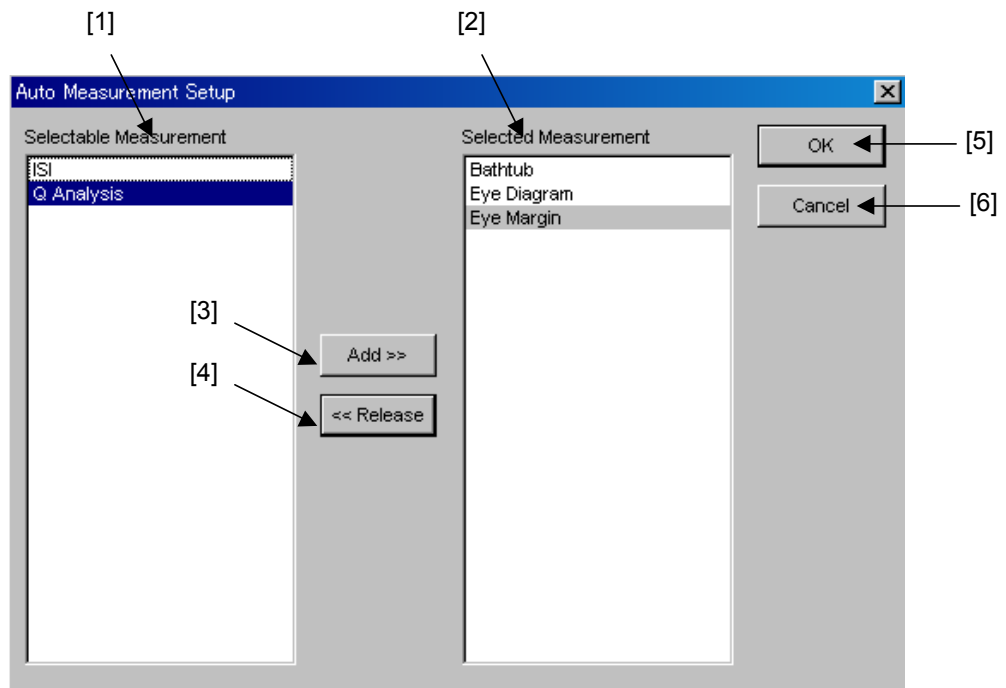 [1]
[2]
Auto Measurement Setup
Selectable Measurement
Selected Measurement
OK
[5]
ISI
Q Analysis
Bathtub
Eye Diagram
Eye Margin
Cancel
[6]
[3]
Add >>
[4]
<< Release